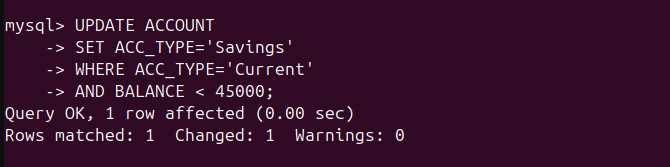 mysql> UPDATE ACCOUNT
    -> SET ACC_TYPE='Savings'
    -> WHERE ACC_TYPE='Current'
    -> AND BALANCE < 45000;
Query OK, 1 row affected (0.00 sec)
Rows matched: 1  Changed: 1  Warnings: 0